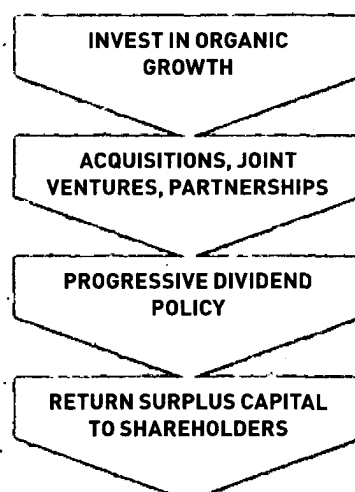 INVEST IN ORGANIC
GROWTH
ACQUISITIONS, JOINT
VENTURES, PARTNERSHIPS
PROGRESSIVE DIVIDEND
POLICY
RETURN SURPLUS CAPITAL
TO SHAREHOLDERS